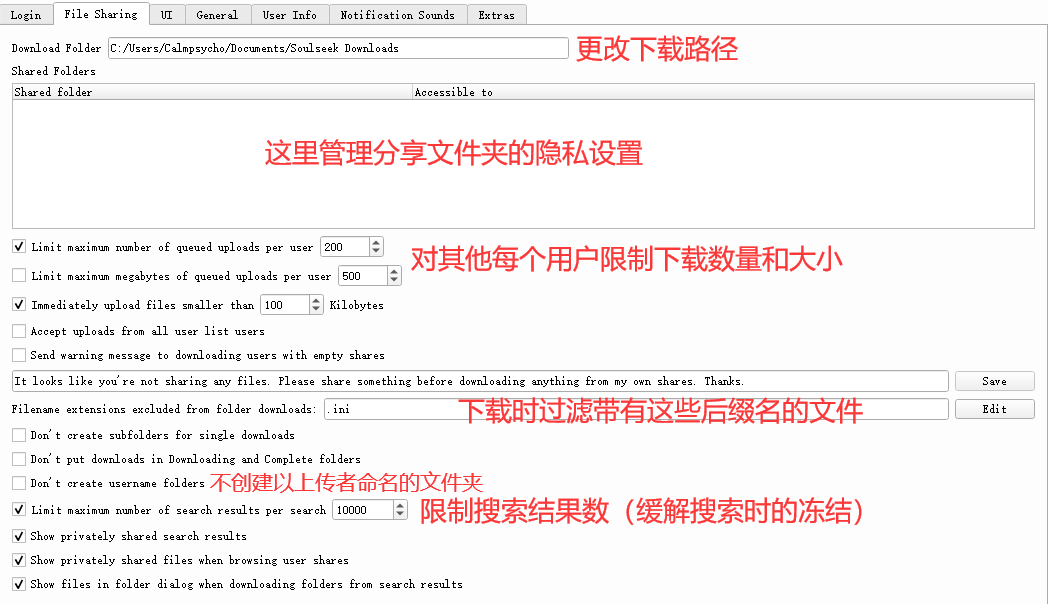 Login File Sharing UI General User Info Notification Sounds Extras
Download Folder C:/Users/Calmpsycho/Documents/Soulseek Downloads 更改下载路径
Shared Folders
Shared folder Accessible to
这里管理分享文件夹的隐私设置
Limit maximum number of queued uploads per user 200
对其他每个用户限制下载数量和大小
Limit maximum megabytes of queued uploads per user 500
Immediately upload files smaller than 100 Kilobytes
Accept uploads from all user list users
Send warning message to downloading users with empty shares
It looks like you're not sharing any files. Please share something before downloading anything from my own shares. Thanks. Save
Filename extensions excluded from folder downloads: .ini 下载时过滤带有这些后缀名的文件 Edit
Don't create subfolders for single downloads
Don't put downloads in Downloading and Complete folders
Don't create username folders 不创建以上传者命名的文件夹
Limit maximum number of search results per search 10000 限制搜索结果数（缓解搜索时的冻结）
Show privately shared search results
Show privately shared files when browsing user shares
Show files in folder dialog when downloading folders from search results